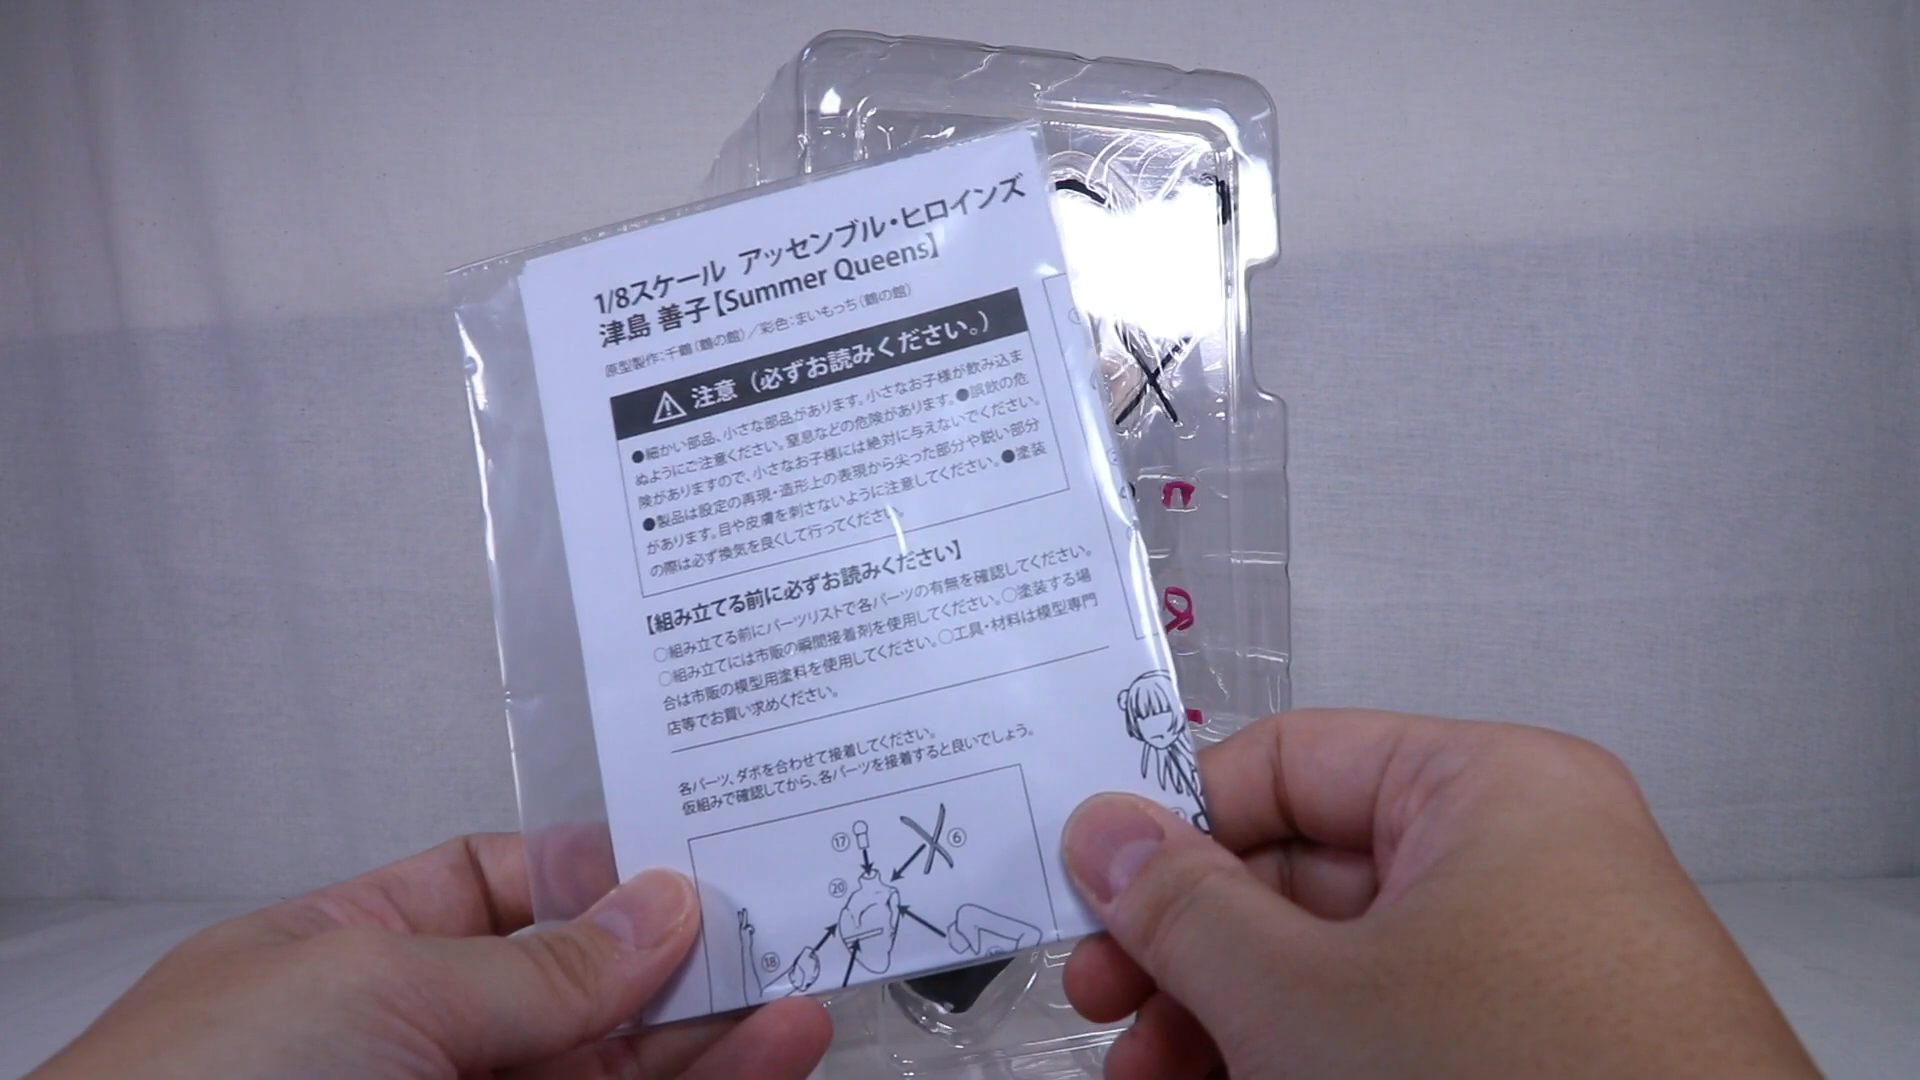 1/8スケール アッセンブル・ヒロインズ
津島 善子【Summer Queens】
原型製作:千鶴(鶴の館)/彩色:まいもっち(鶴の館)
注意(必ずお読みください。)
●細かい部品、小さな部品があります。小さなお子様が飲み込ま
ぬようにご注意ください。窒息などの危険があります。●誤飲の危
険がありますので、小さなお子様には絶対に与えないでください。
●製品は設定の再現・造形上の表現から尖った部分や鋭い部分
があります。目や皮膚を刺さないように注意してください。●塗装
の際は必ず換気を良くして行ってください。
【組み立てる前に必ずお読みください】
○組み立てる前にパーツリストで各パーツの有無を確認してください。
○組み立てには市販の瞬間接着剤を使用してください。○塗装する場
合は市販の模型用塗料を使用してください。○工具・材料は模型専門
店等でお買い求めください。
各パーツ、ダボを合わせて接着してください。
仮組みで確認してから、各パーツを接着すると良いでしょう。
⑰
⑥
⑳
⑱